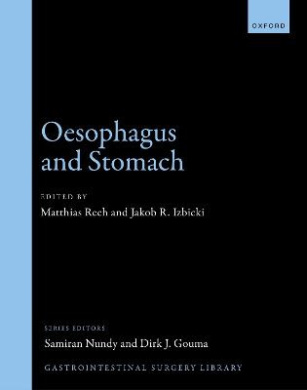 OXFORD
Oesophagus
and Stomach
EDITED BY
Matthias Reeh and Jakob R. Izbicki
SERIES EDITORS
Samiran Nundy and Dirk J. Gouma
GASTROINTESTINAL SURGERY LIBRARY